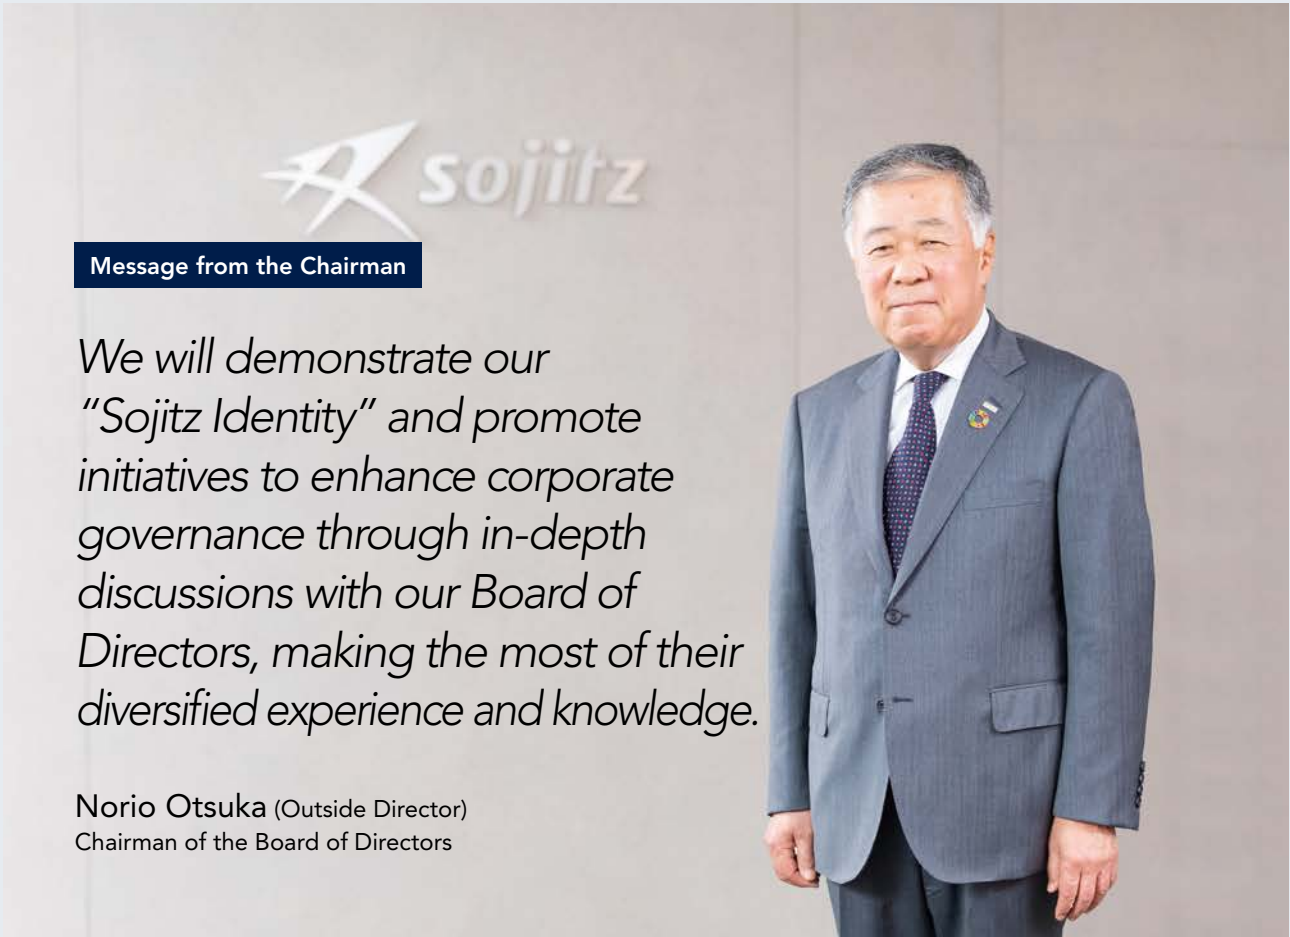 sojitz
Message from the Chairman
We will demonstrate our
“Sojitz Identity” and promote
initiatives to enhance corporate
governance through in-depth
discussions with our Board of
Directors, making the most of their
diversified experience and knowledge.
Norio Otsuka (Outside Director)
Chairman of the Board of Directors